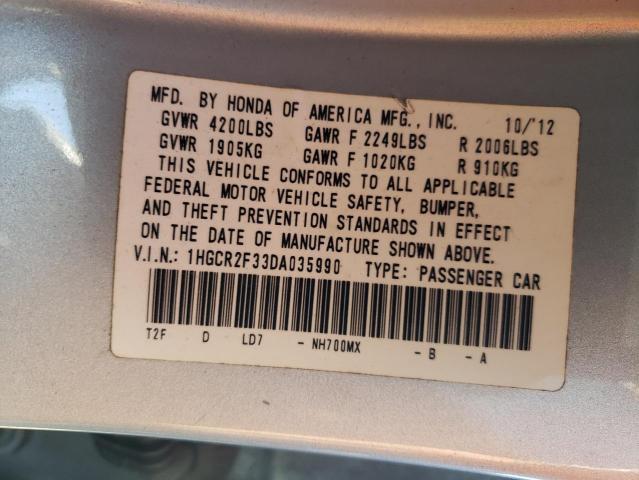 MFD. BY HONDA OF AMERICA MFG., INC. 10/'12
GVWR 4200LBS GAWR F 2249LBS R 2006LBS
GVWR 1905KG GAWR F 1020KG R 910KG
THIS VEHICLE CONFORMS TO ALL APPLICABLE
FEDERAL MOTOR VEHICLE SAFETY, BUMPER,
AND THEFT PREVENTION STANDARDS IN EFFECT
ON THE DATE OF MANUFACTURE SHOWN ABOVE.
V.I.N.: 1HGCR2F33DA035990 TYPE: PASSENGER CAR
T2F D LD7 - NH700MX - B - A